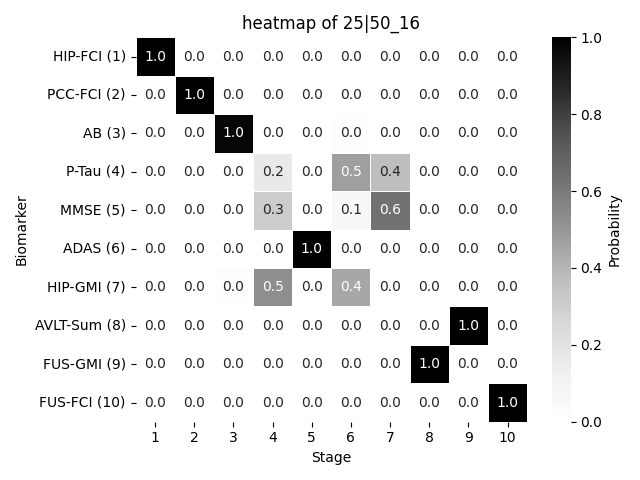 heatmap of 25|50_16
HIP-FCI (1) 1.0 0.0 0.0 0.0 0.0 0.0 0.0 0.0 0.0 0.0
PCC-FCI (2) 0.0 1.0 0.0 0.0 0.0 0.0 0.0 0.0 0.0 0.0
AB (3) 0.0 0.0 1.0 0.0 0.0 0.0 0.0 0.0 0.0 0.0
P-Tau (4) 0.0 0.0 0.0 0.2 0.0 0.5 0.4 0.0 0.0 0.0
MMSE (5) 0.0 0.0 0.0 0.3 0.0 0.1 0.6 0.0 0.0 0.0
ADAS (6) 0.0 0.0 0.0 0.0 1.0 0.0 0.0 0.0 0.0 0.0
HIP-GMI (7) 0.0 0.0 0.0 0.5 0.0 0.4 0.0 0.0 0.0 0.0
AVLT-Sum (8) 0.0 0.0 0.0 0.0 0.0 0.0 0.0 0.0 1.0 0.0
FUS-GMI (9) 0.0 0.0 0.0 0.0 0.0 0.0 0.0 1.0 0.0 0.0
FUS-FCI (10) 0.0 0.0 0.0 0.0 0.0 0.0 0.0 0.0 0.0 1.0
1 2 3 4 5 6 7 8 9 10
Stage
Biomarker
1.0
0.8
0.6
0.4
0.2
0.0
Probability